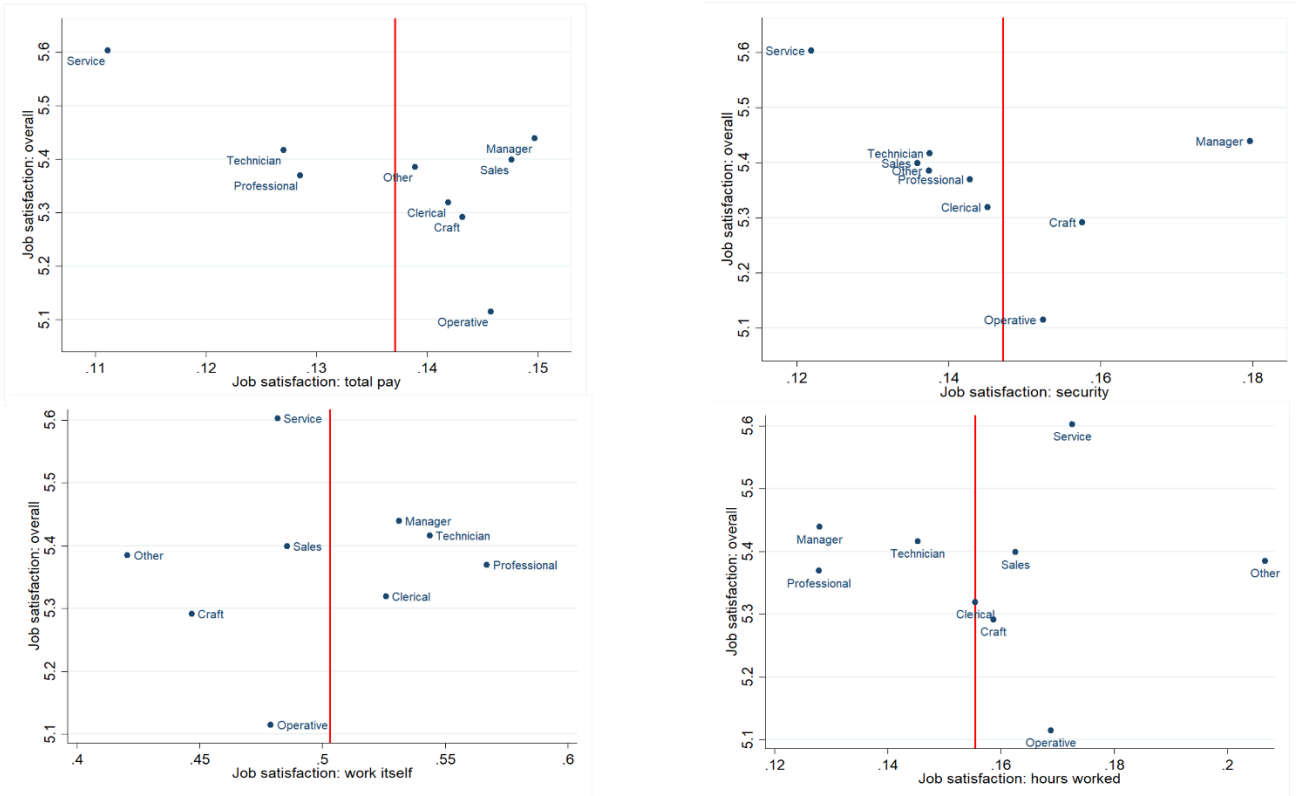 Job satisfaction: overall
5.6
5.5
5.4
5.3
5.2
5.1
Service
Technician
Professional
Manager
Sales
Other
Clerical
Craft
Operative
.11
.12
.13
.14
.15
Job satisfaction: total pay
Job satisfaction: overall
5.6
5.5
5.4
5.3
5.2
5.1
Service
Manager
Technician
Sales
Other
Professional
Clerical
Craft
Operative
.12
.14
.16
.18
Job satisfaction: security
Job satisfaction: overall
5.6
5.5
5.4
5.3
5.2
5.1
Service
Manager
Technician
Sales
Other
Professional
Clerical
Craft
Operative
.4
.45
.5
.55
.6
Job satisfaction: work itself
Job satisfaction: overall
5.6
5.5
5.4
5.3
5.2
5.1
Service
Manager
Technician
Sales
Other
Professional
Clerical
Craft
Operative
.12
.14
.16
.18
.2
Job satisfaction: hours worked